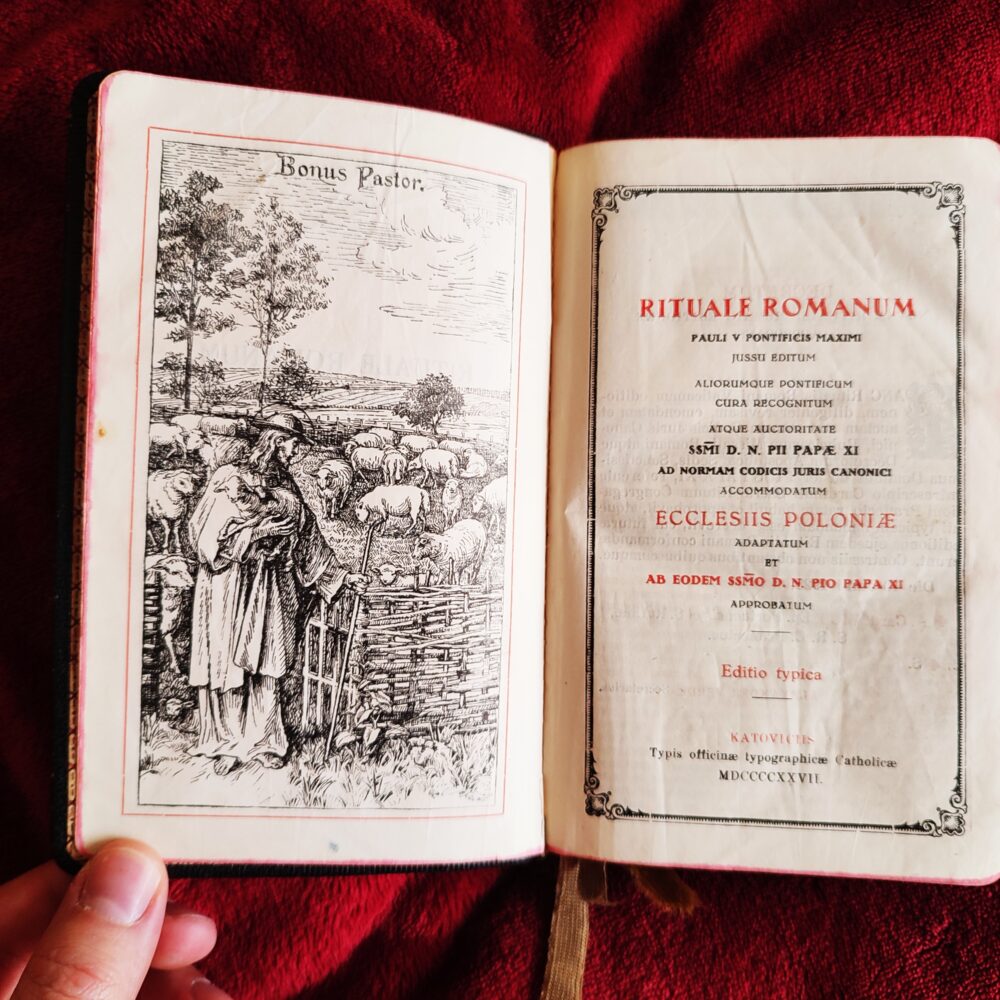 Bonus Pastor.
RITUALE ROMANUM
PAULI V PONTIFICIS MAXIMI
JUSSU EDITUM
ALIORUMQUE PONTIFICUM
CURA RECOGNITUM
ATQUE AUCTORITATE
SSM̄I D. N. PII PAPÆ XI
AD NORMAM CODICIS JURIS CANONICI
ACCOMMODATUM
ECCLESIIS POLONIÆ
ADAPTATUM
ET
AB EODEM SSM̄O D. N. PIO PAPA XI
APPROBATUM
Editio typica
KATOVICIIS
Typis officinæ typographicæ Catholicæ
MDCCCCXXVII.